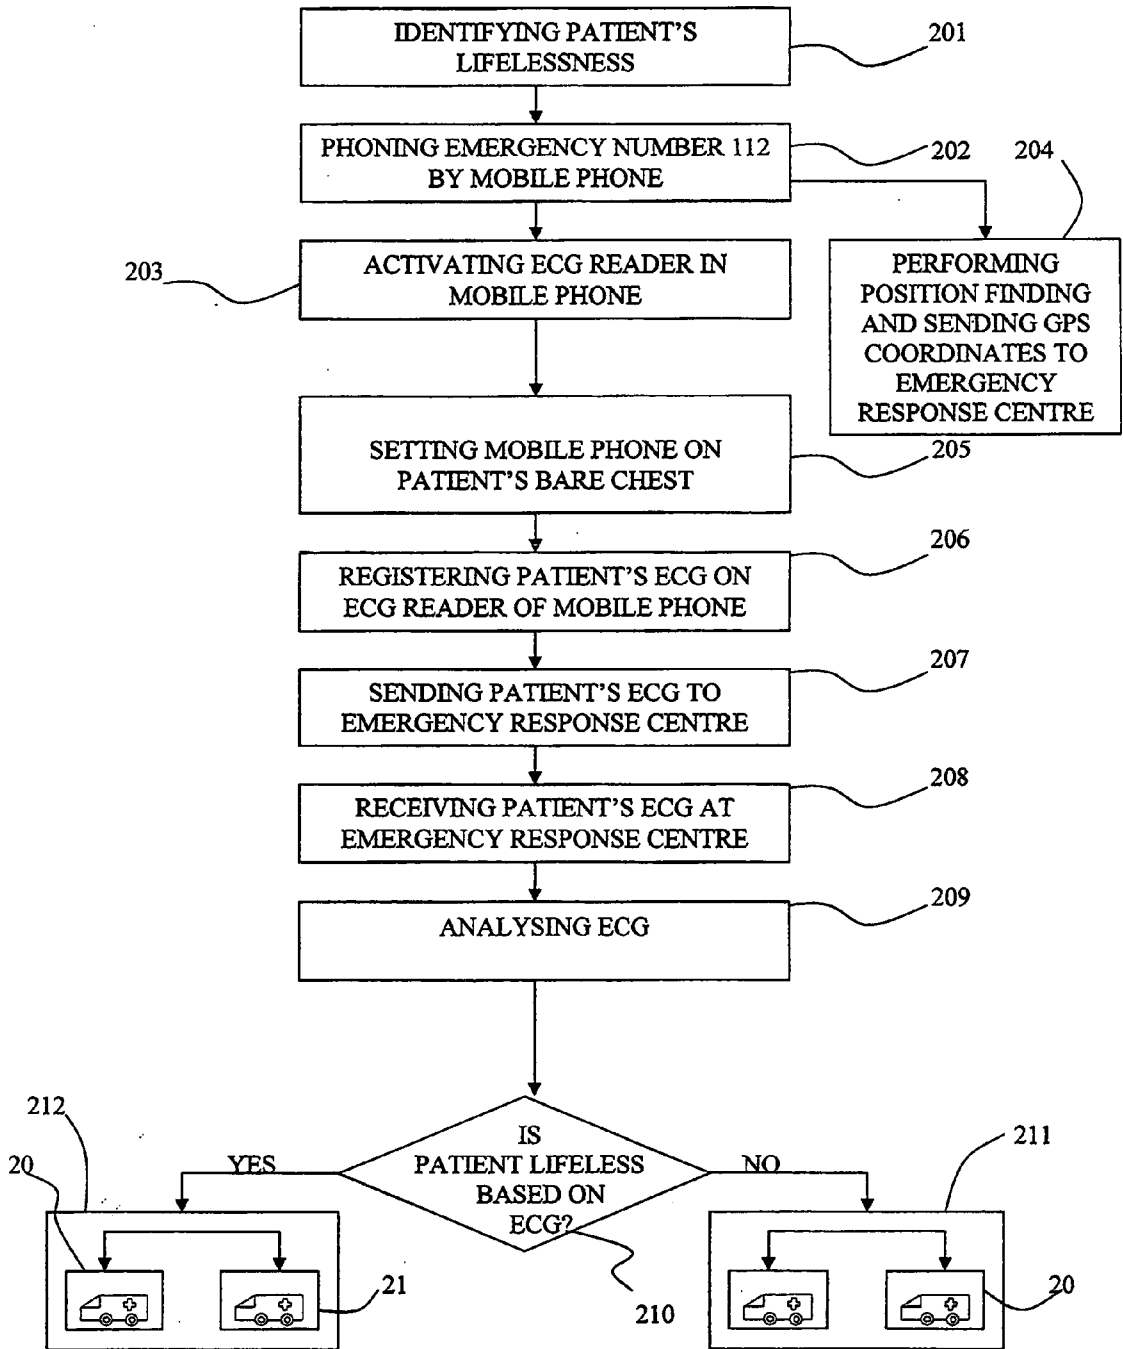 IDENTIFYING PATIENT'S
LIFELESSNESS
201
PHONING EMERGENCY NUMBER 112
BY MOBILE PHONE
202
204
203
ACTIVATING ECG READER IN
MOBILE PHONE
PERFORMING
POSITION FINDING
AND SENDING GPS
COORDINATES TO
EMERGENCY
RESPONSE CENTRE
SETTING MOBILE PHONE ON
PATIENT'S BARE CHEST
205
REGISTERING PATIENT'S ECG ON
ECG READER OF MOBILE PHONE
206
SENDING PATIENT'S ECG TO
EMERGENCY RESPONSE CENTRE
207
RECEIVING PATIENT'S ECG AT
EMERGENCY RESPONSE CENTRE
208
ANALYSING ECG
209
212
211
20
YES
IS
PATIENT LIFELESS
BASED ON
ECG?
NO
21
210
20